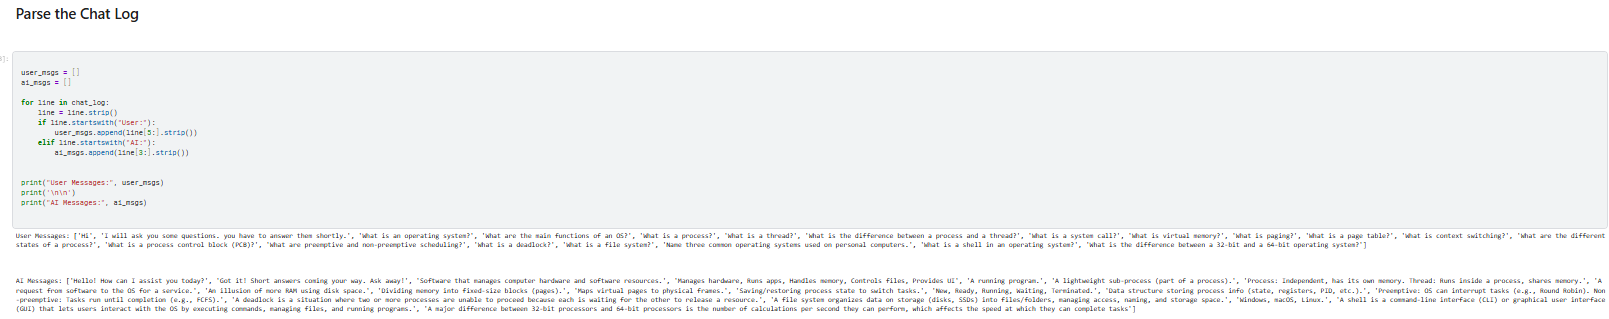 Parse the Chat Log
]:
user_msgs = []
ai_msgs = []
for line in chat_log:
line = line.strip()
if line.startswith("User:"):
user_msgs.append(line[5:].strip())
elif line.startswith("AI:"):
ai_msgs.append(line[3:].strip())
print("User Messages:", user_msgs)
print('\n\n')
print("AI Messages:", ai_msgs)
User Messages: ['Hi', 'I will ask you some questions. you have to answer them shortly.', 'What is an operating system?', 'What are the main functions of an OS?', 'What is a process?', 'What is a thread?', 'What is the difference between a process and a thread?', 'What is a system call?', 'What is virtual memory?', 'What is paging?', 'What is a page table?', 'What is context switching?', 'What are the different
states of a process?', 'What is a process control block (PCB)?', 'What are preemptive and non-preemptive scheduling?', 'What is a deadlock?', 'What is a file system?', 'Name three common operating systems used on personal computers.', 'What is a shell in an operating system?', 'What is the difference between a 32-bit and a 64-bit operating system?']
AI Messages: ['Hello! How can I assist you today?', 'Got it! Short answers coming your way. Ask away!', 'Software that manages computer hardware and software resources.', 'Manages hardware, Runs apps, Handles memory, Controls files, Provides UI', 'A running program.', 'A lightweight sub-process (part of a process).', 'Process: Independent, has its own memory. Thread: Runs inside a process, shares memory.', 'A
request from software to the OS for a service.', 'An illusion of more RAM using disk space.', 'Dividing memory into fixed-size blocks (pages).', 'Maps virtual pages to physical frames.', 'Saving/restoring process state to switch tasks.', 'New, Ready, Running, Waiting, Terminated.', 'Data structure storing process info (state, registers, PID, etc.).', 'Preemptive: OS can interrupt tasks (e.g., Round Robin). Non
-preemptive: Tasks run until completion (e.g., FCFS).', 'A deadlock is a situation where two or more processes are unable to proceed because each is waiting for the other to release a resource.', 'A file system organizes data on storage (disks, SSDs) into files/folders, managing access, naming, and storage space.', 'Windows, macOS, Linux.', 'A shell is a command-line interface (CLI) or graphical user interface
(GUI) that lets users interact with the OS by executing commands, managing files, and running programs.', 'A major difference between 32-bit processors and 64-bit processors is the number of calculations per second they can perform, which affects the speed at which they can complete tasks']